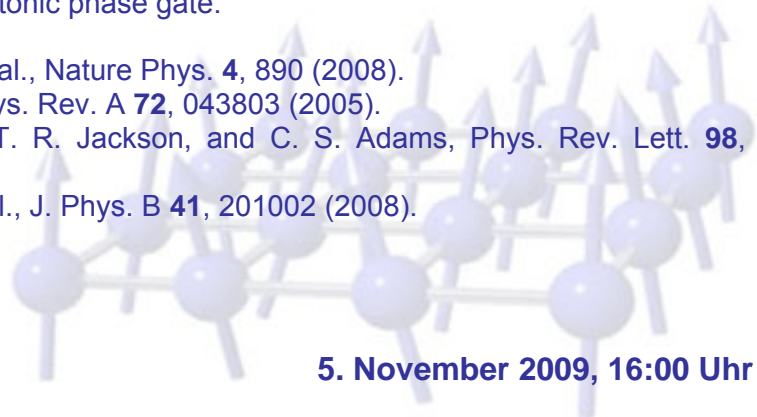 tonic phase gate.
al., Nature Phys. 4, 890 (2008).
ys. Rev. A 72, 043803 (2005).
T. R. Jackson, and C. S. Adams, Phys. Rev. Lett. 98,
l., J. Phys. B 41, 201002 (2008).
5. November 2009, 16:00 Uhr